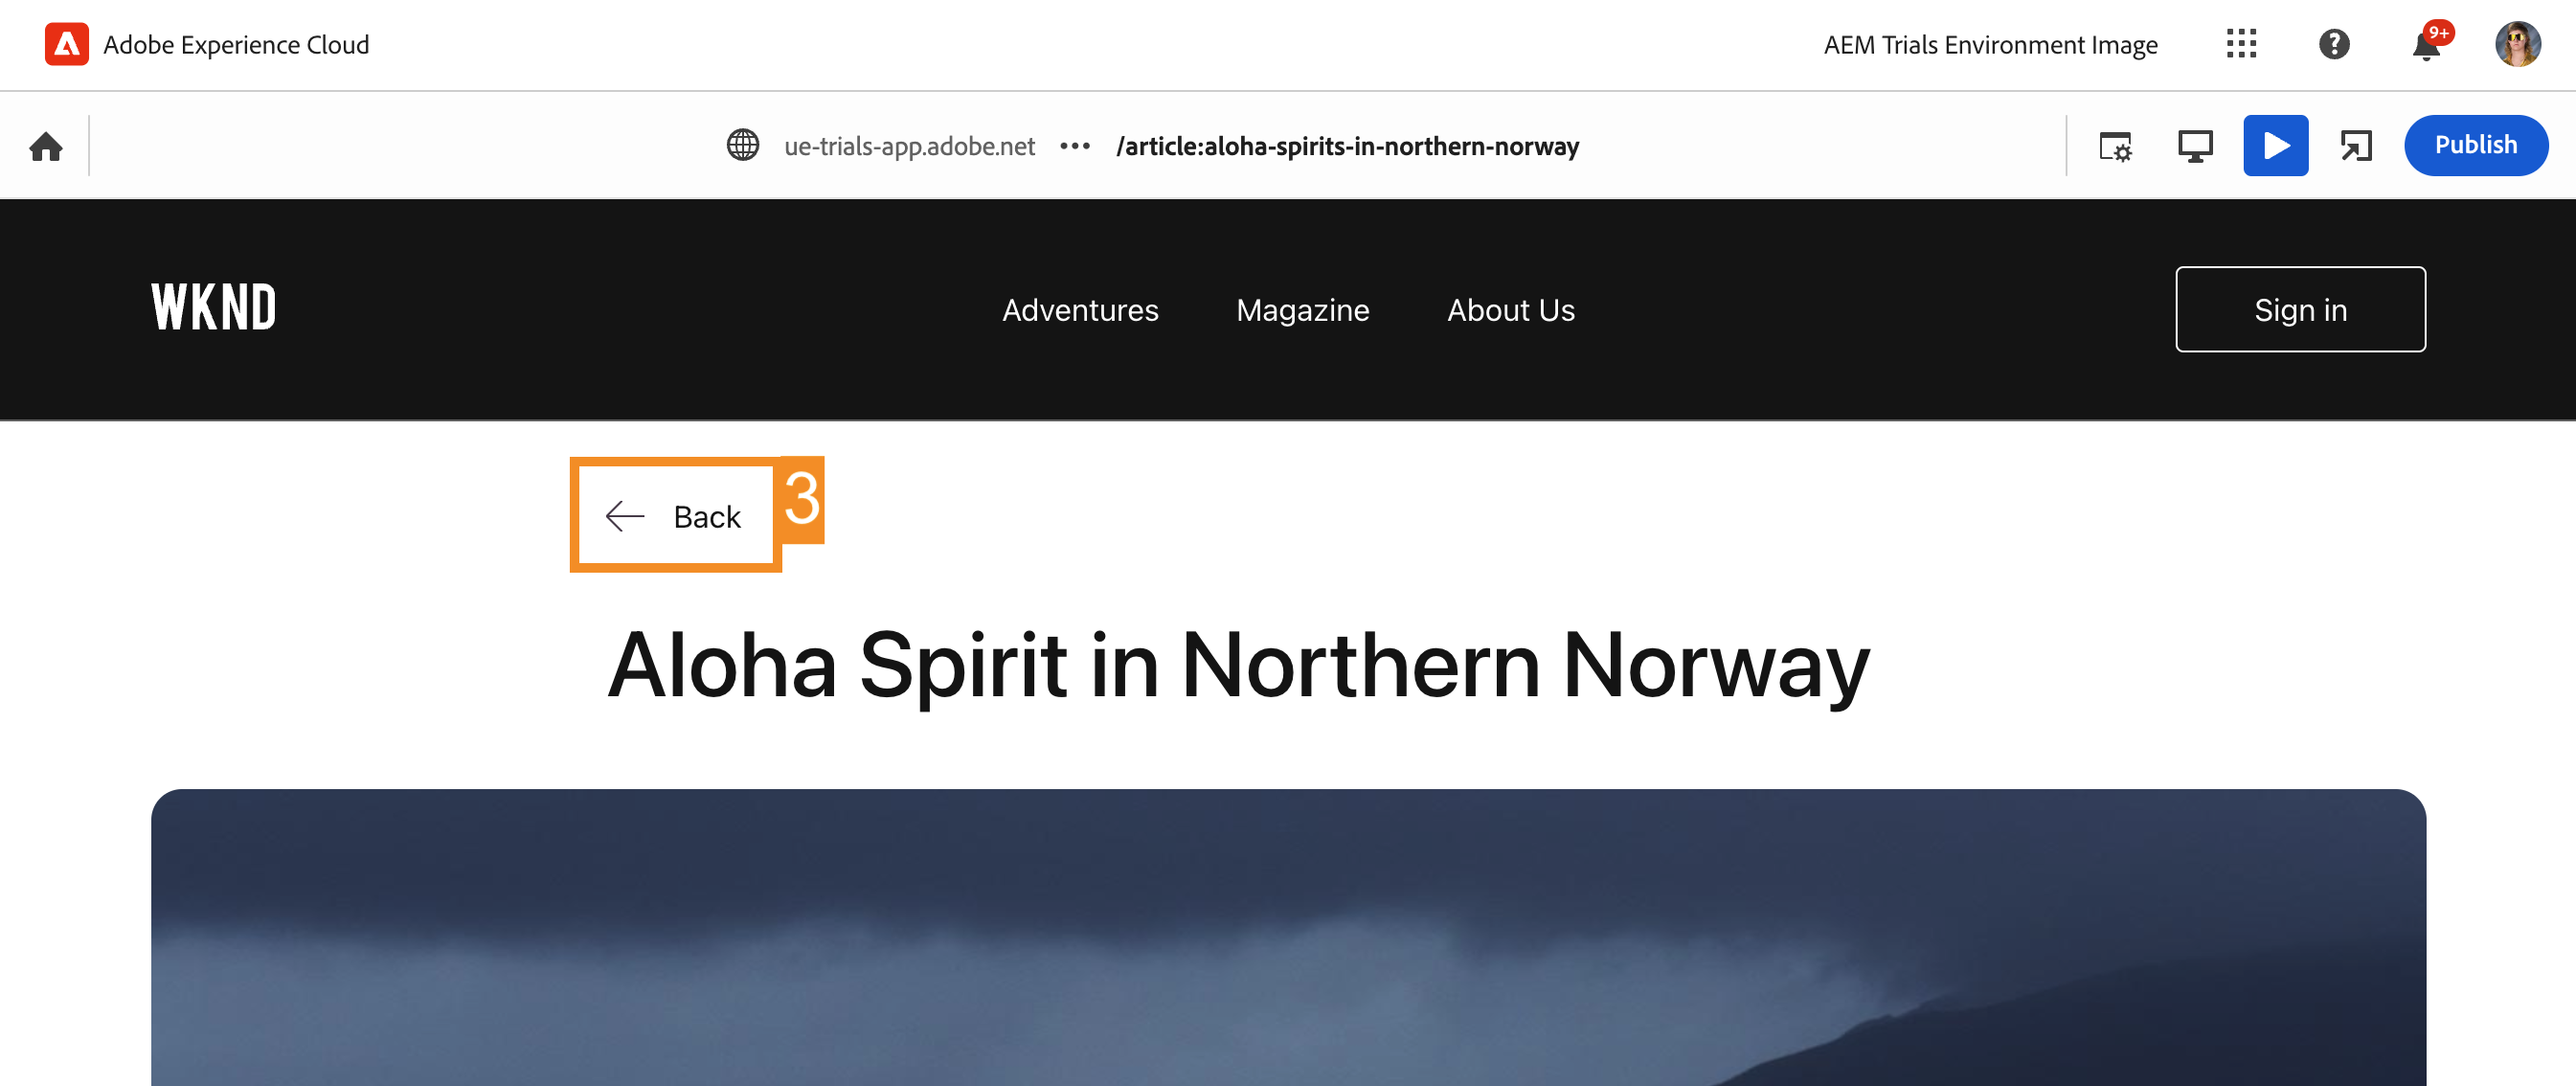 Adobe Experience Cloud
AEM Trials Environment Image
9+
ue-trials-app.adobe.net ••• /article:aloha-spirits-in-northern-norway
Publish
WKND
Adventures
Magazine
About Us
Sign in
Back
3
Aloha Spirit in Northern Norway